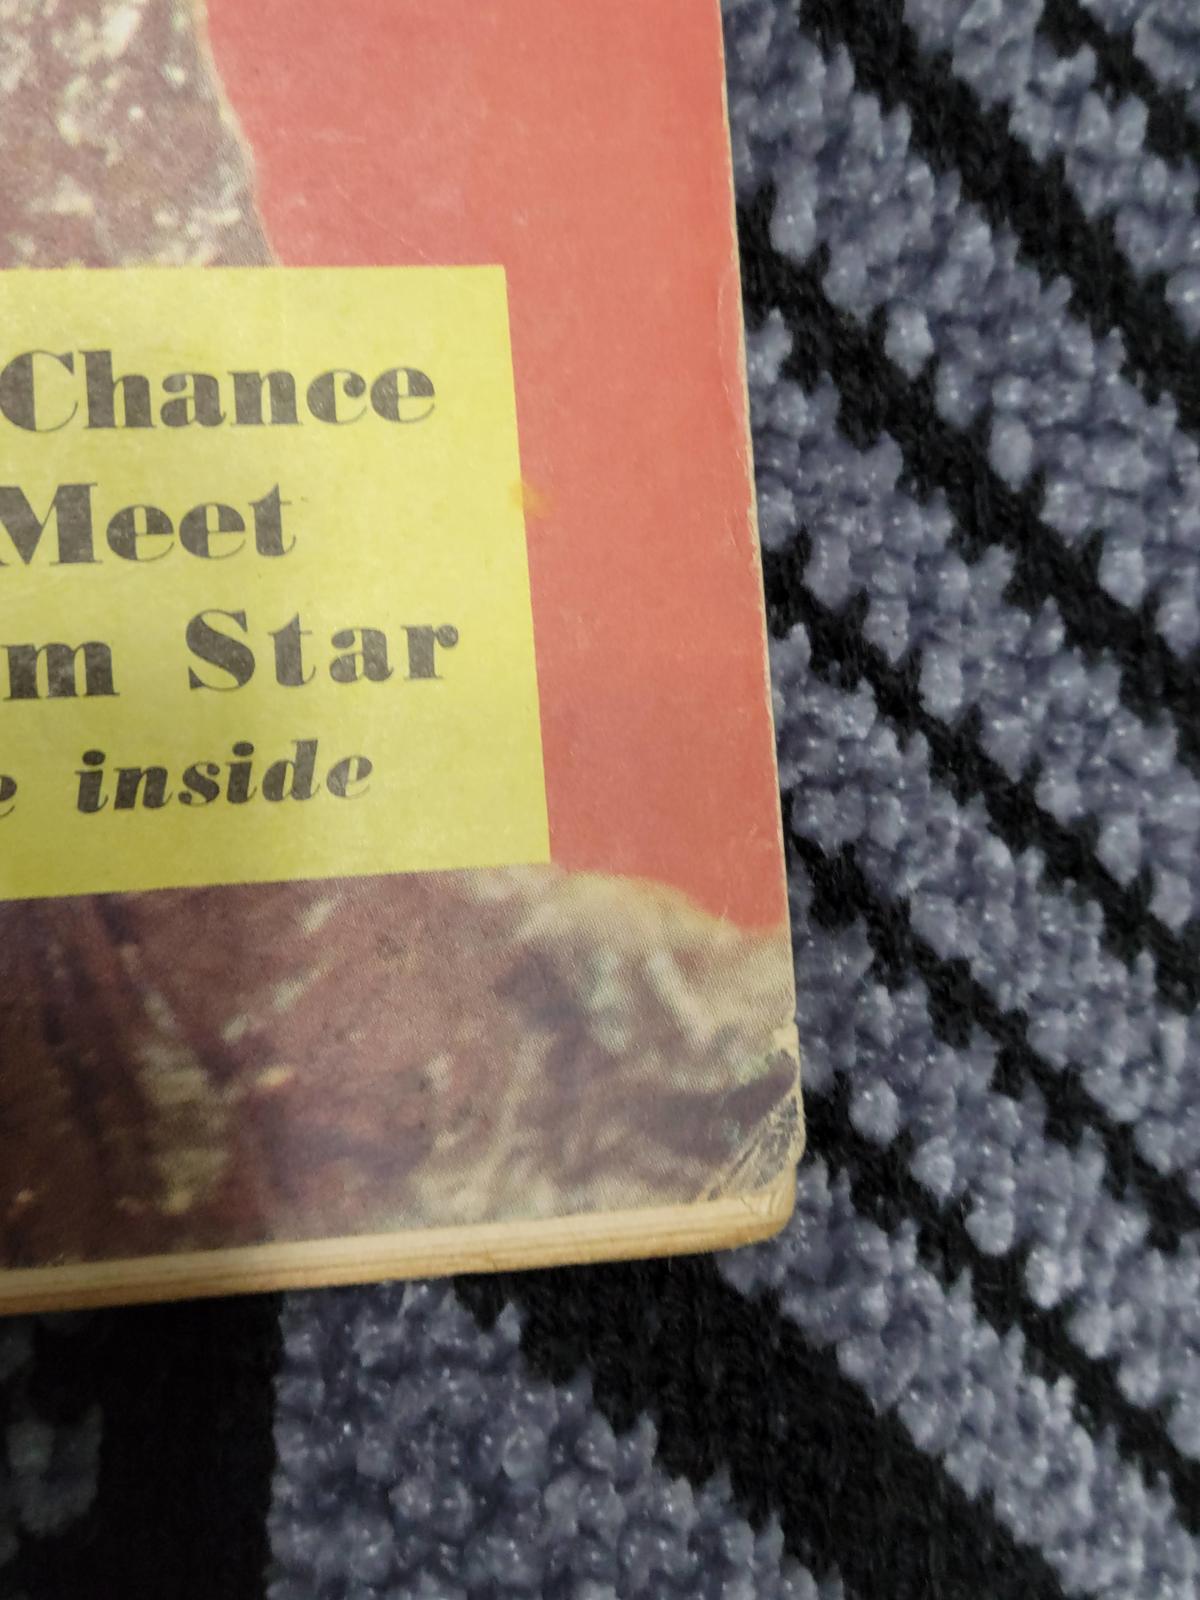 Chance
Meet
m Star
e inside